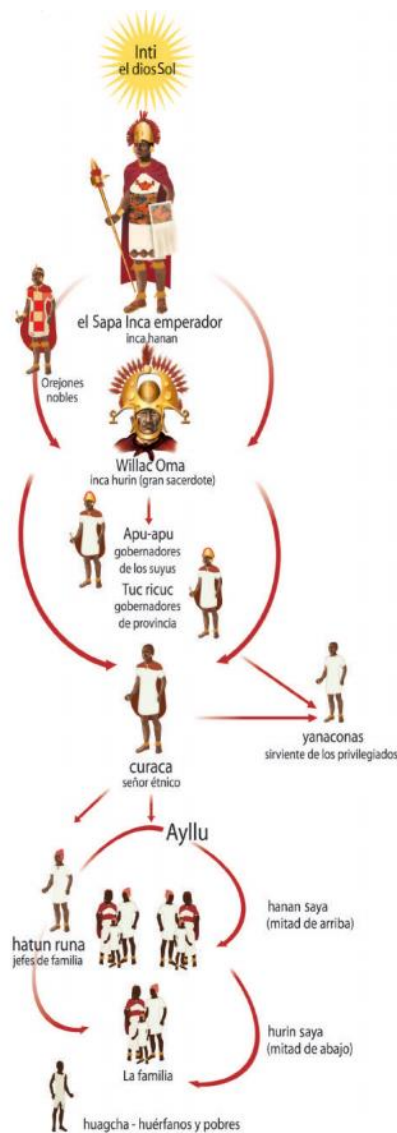 Inti
el dios Sol
el Sapa Inca emperador
inca hanan
Orejones
nobles
Willac Oma
inca hurin (gran sacerdote)
Apu-apu
gobernadores
de los suyus
Tuc ricuc
gobernadores
de provincia
curaca
señor étnico
yanaconas
sirviente de los privilegiados
Ayllu
hatun runa
jefes de familia
hanan saya
(mitad de arriba)
hurin saya
(mitad de abajo)
La familia
huagcha - huérfanos y pobres